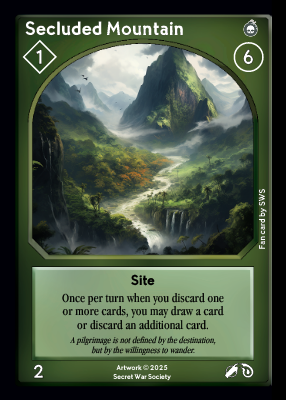 Secluded Mountain
1
6
Fan card by SWS
Site
Once per turn when you discard one
or more cards, you may draw a card
or discard an additional card.
A pilgrimage is not defined by the destination,
but by the willingness to wander.
2
Artwork © 2025
Secret War Society